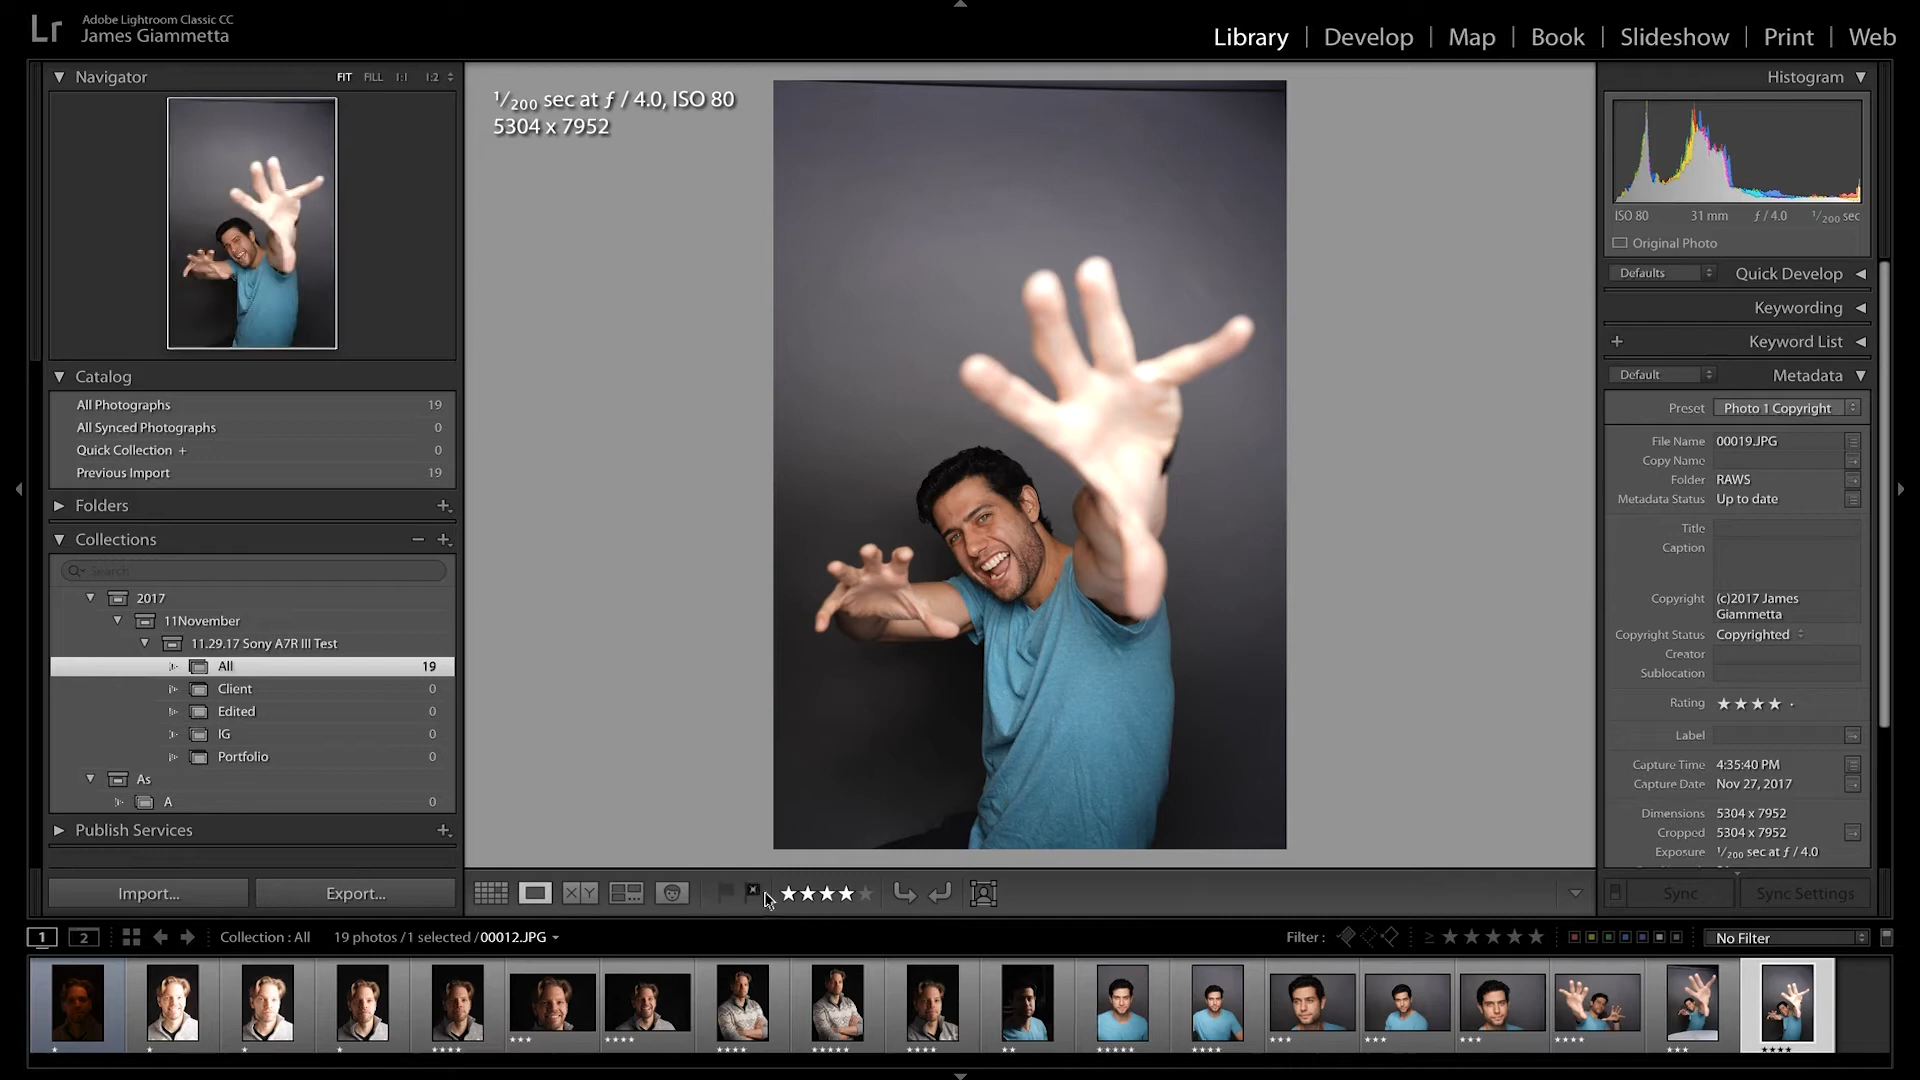 Lr
Adobe Lightroom Classic CC
James Giammetta
Library | Develop | Map | Book | Slideshow | Print | Web
Navigator FIT FILL 1:1 1:2
Catalog
All Photographs 19
All Synced Photographs 0
Quick Collection + 0
Previous Import 19
Folders
Collections
Search
2017
11November
11.29.17 Sony A7R III Test
All 19
Client 0
Edited 0
IG 0
Portfolio 0
As
A 0
Publish Services
Import...
Export...
1/200 sec at ƒ / 4.0, ISO 80
5304 x 7952
Histogram
ISO 80 31 mm ƒ / 4.0 1/200 sec
Original Photo
Defaults Quick Develop
Keywording
Keyword List
Default Metadata
Preset Photo 1 Copyright
File Name 00019.JPG
Copy Name
Folder RAWS
Metadata Status Up to date
Title
Caption
Copyright (c)2017 James
Giammetta
Copyright Status Copyrighted
Creator
Sublocation
Rating ★★★★ ·
Label
Capture Time 4:35:40 PM
Capture Date Nov 27, 2017
Dimensions 5304 x 7952
Cropped 5304 x 7952
Exposure 1/200 sec at ƒ / 4.0
Sync
Sync Settings
X Y
1 2 Collection : All 19 photos / 1 selected / 00012.JPG
Filter : ≥ ★★★★★ No Filter